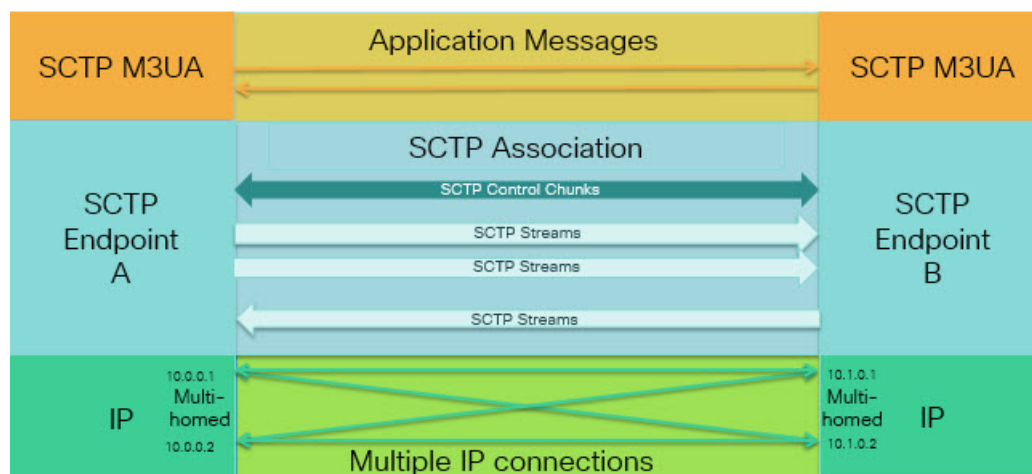 Application Messages
SCTP M3UA
SCTP M3UA
SCTP Association
SCTP Control Chunks
SCTP
Endpoint
A
SCTP Streams
SCTP Streams
SCTP Streams
SCTP
Endpoint
B
10.0.0.1
IP
Multi-
homed
10.0.0.2
10.1.0.1
Multi-
homed
IP
10.1.0.2
Multiple IP connections